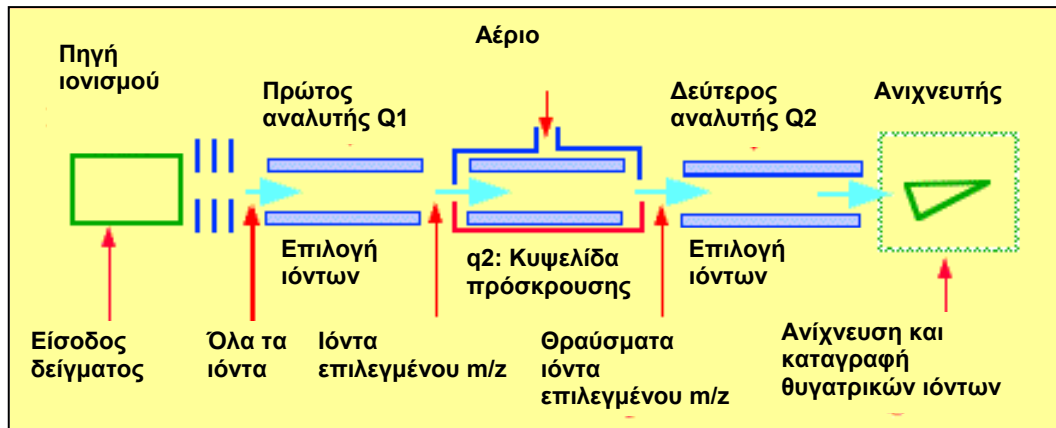 Πηγή
ιονισμού
Πρώτος
αναλυτής Q1
Αέριο
Δεύτερος
αναλυτής Q2
Ανιχνευτής
Επιλογή
ιόντων
q2: Κυψελίδα
πρόσκρουσης
Επιλογή
ιόντων
Είσοδος
δείγματος
Όλα τα
ιόντα
Ιόντα
επιλεγμένου m/z
Θραύσματα
ιόντα
επιλεγμένου m/z
Ανίχνευση και
καταγραφή
θυγατρικών ιόντων